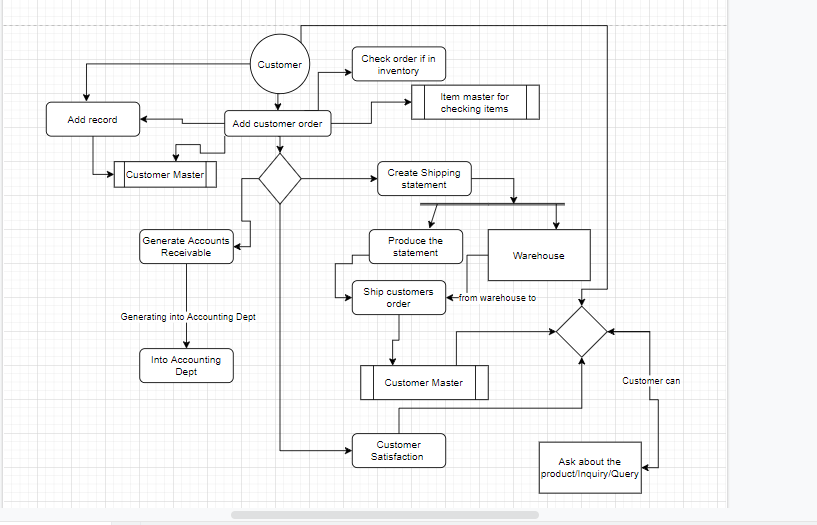 Customer
Check order if in
inventory
Item master for
checking items
Add record
Add customer order
Customer Master
Create Shipping
statement
Generate Accounts
Receivable
Produce the
statement
Warehouse
Ship customers
order
from warehouse to
Generating into Accounting Dept
Into Accounting
Dept
Customer Master
Customer can
Customer
Satisfaction
Ask about the
product/Inquiry/Query